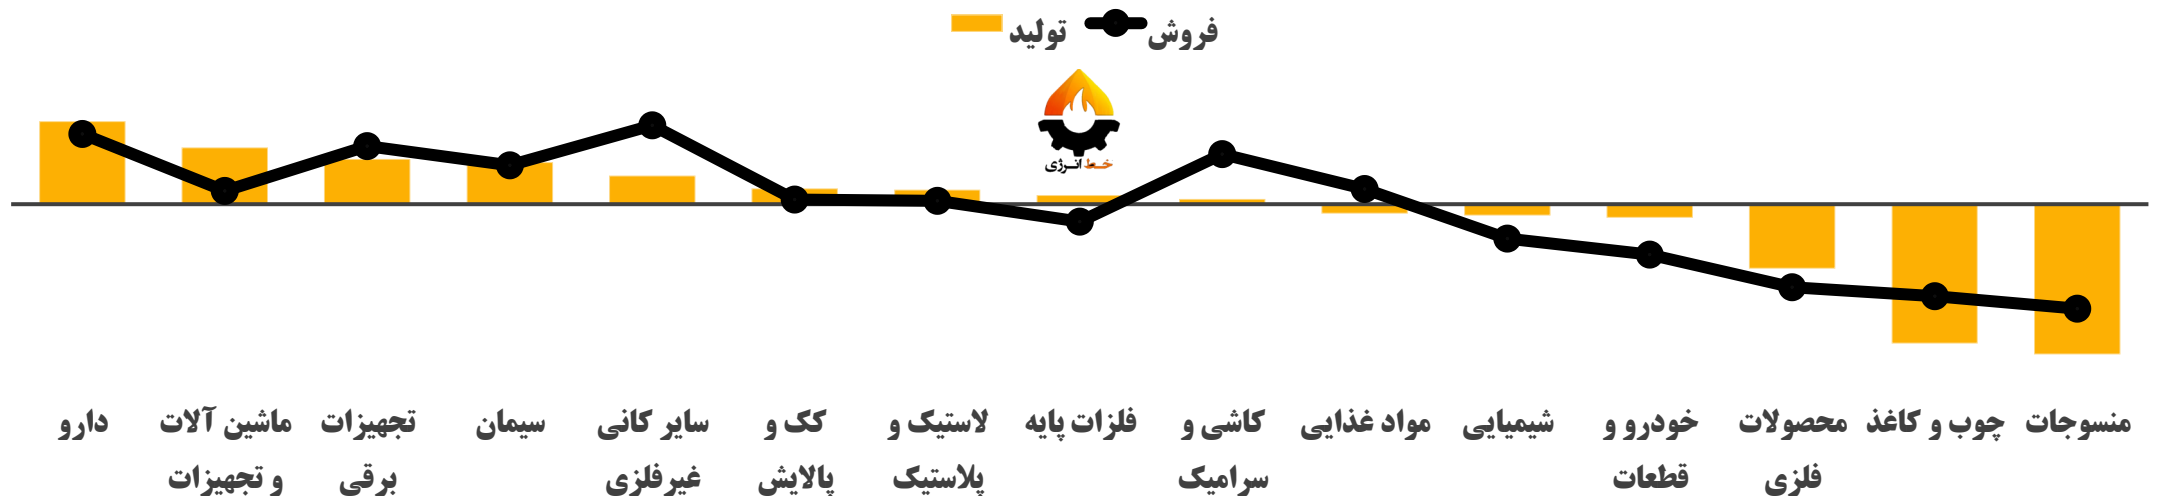 تولید فروش
خط انرژی
دارو
ماشین آلات
و تجهیزات
تجهیزات
برقی
سیمان
سایر کانی
غیرفلزی
کک و
پالایش
لاستیک و
پلاستیک
فلزات پایه
کاشی و
سرامیک
مواد غذایی
شیمیایی
خودرو و
قطعات
محصولات
فلزی
چوب و کاغذ
منسوجات